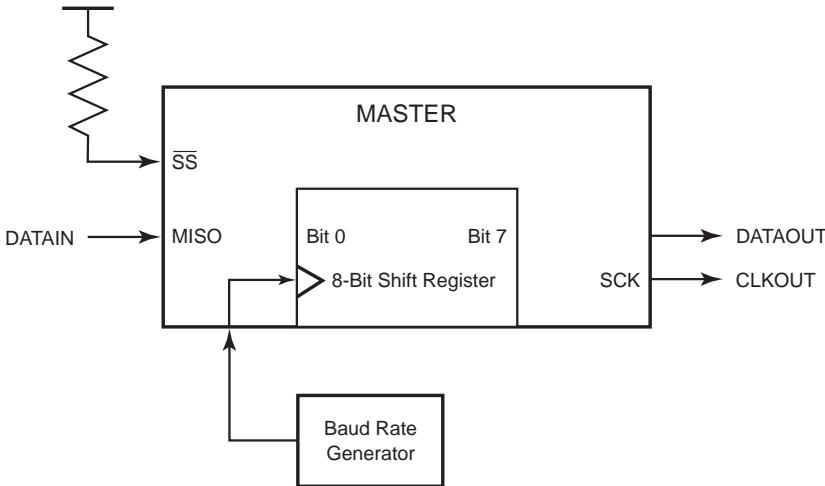 MASTER
SS
DATAIN
MISO
Bit 0
Bit 7
DATAOUT
8-Bit Shift Register
SCK
CLKOUT
Baud Rate
Generator